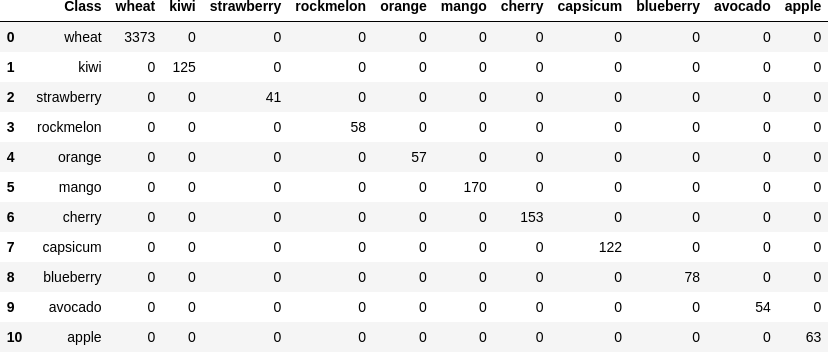 Class wheat kiwi strawberry rockmelon orange mango cherry capsicum blueberry avocado apple
0 wheat 3373 0 0 0 0 0 0 0 0 0 0
1 kiwi 0 125 0 0 0 0 0 0 0 0 0
2 strawberry 0 0 41 0 0 0 0 0 0 0 0
3 rockmelon 0 0 0 58 0 0 0 0 0 0 0
4 orange 0 0 0 0 57 0 0 0 0 0 0
5 mango 0 0 0 0 0 170 0 0 0 0 0
6 cherry 0 0 0 0 0 0 153 0 0 0 0
7 capsicum 0 0 0 0 0 0 0 122 0 0 0
8 blueberry 0 0 0 0 0 0 0 0 78 0 0
9 avocado 0 0 0 0 0 0 0 0 0 54 0
10 apple 0 0 0 0 0 0 0 0 0 0 63